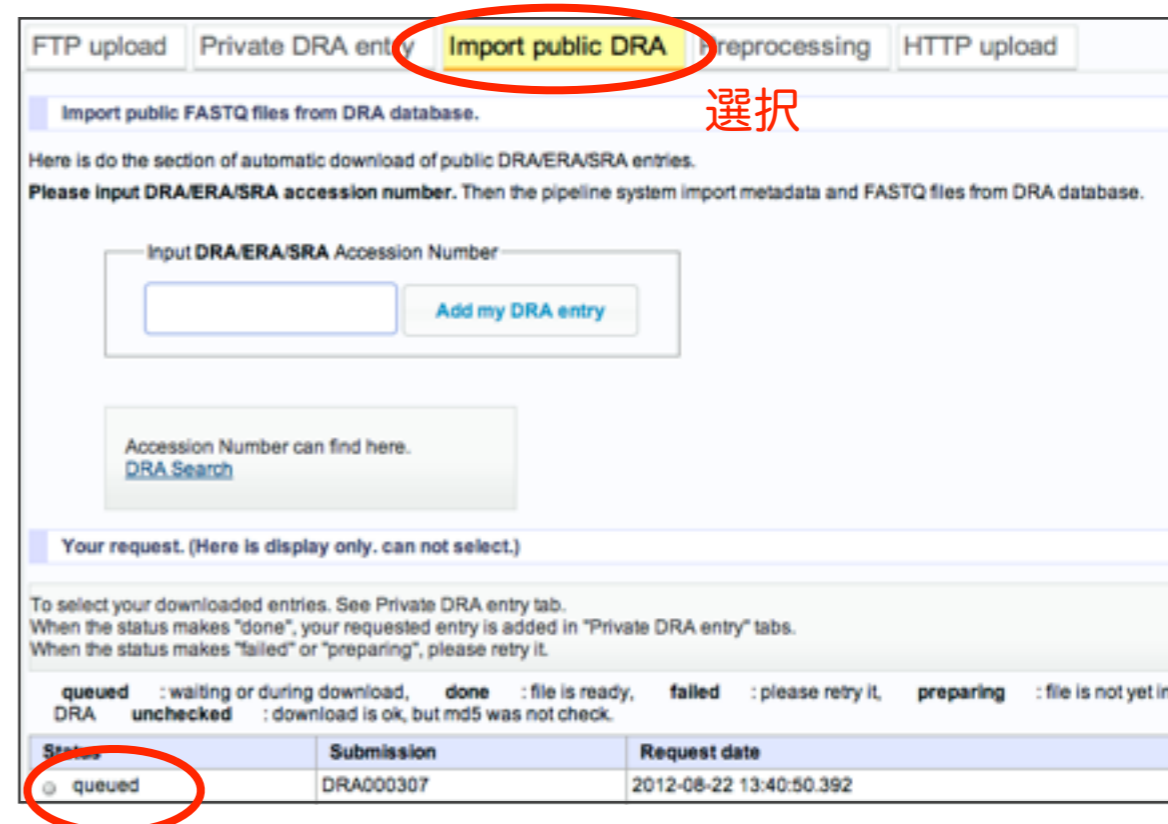 FTP upload Private DRA entry Import public DRA Preprocessing HTTP upload
選択
Import public FASTQ files from DRA database.
Here is do the section of automatic download of public DRA/ERA/SRA entries.
Please input DRA/ERA/SRA accession number. Then the pipeline system import metadata and FASTQ files from DRA database.
Input DRA/ERA/SRA Accession Number
Add my DRA entry
Accession Number can find here.
DRA Search
Your request. (Here is display only. can not select.)
To select your downloaded entries. See Private DRA entry tab.
When the status makes "done", your requested entry is added in "Private DRA entry" tabs.
When the status makes "failed" or "preparing", please retry it.
queued : waiting or during download, done : file is ready, failed : please retry it, preparing : file is not yet in
DRA unchecked : download is ok, but md5 was not check.
Status Submission Request date
queued DRA000307 2012-08-22 13:40:50.392